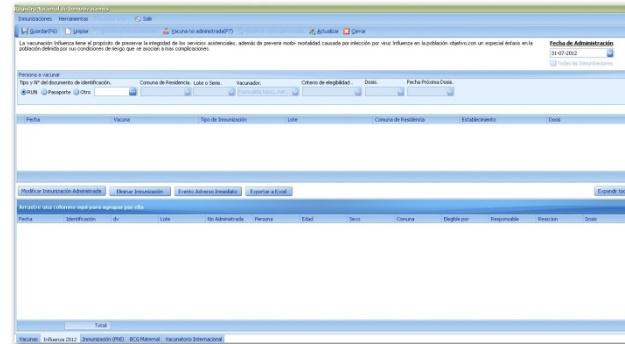 Registro Nacional de Inmunizaciones
Inmunizaciones Herramientas Salir
Guardar(F6) Limpiar Vacuna no administrada(F7) Actualizar Cerrar
La vacunación Influenza tiene el propósito de preservar la integridad de los servicios asistenciales, además de prevenir morbi- mortalidad causada por infección por virus Influenza en la población objetivo,con un especial énfasis en la
población definida por sus condiciones de riesgo que se asocian a mas complicaciones.
Fecha de Administración
31-07-2012
Todas las Inmunizaciones
Persona a vacunar
Tipo y Nº del documento de identificación. Comuna de Residencia. Lote o Serie. Vacunador. Criterio de elegibilidad. Dosis. Fecha Próxima Dosis.
RUN Pasaporte Otro
Fecha Vacuna Tipo de Inmunización Lote Comuna de Residencia Establecimiento Dosis
Modificar Inmunización Administrada Eliminar Inmunización Evento Adverso Inmediato Exportar a Excel Expandir tod
Arrastre una columna aquí para agrupar por ella
Fecha Identificación dv Lote No Administrada Persona Edad Sexo Comuna Elegible por Responsable Reaccion Dosis
Total
Vacunas Influenza 2012 Inmunización (PNI) BCG Maternal Vacunatorio Internacional